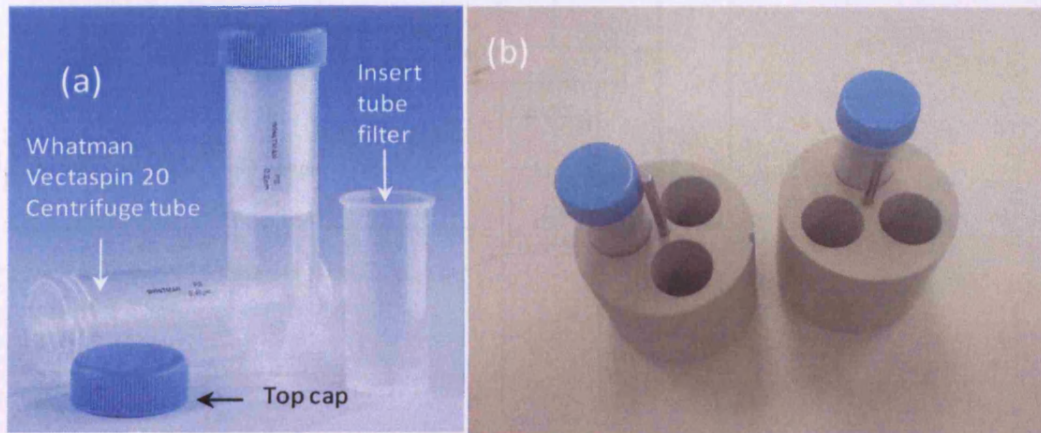 (a)
Insert
tube
filter
Whatman
Vectaspin 20
Centrifuge tube
Top cap
(b)